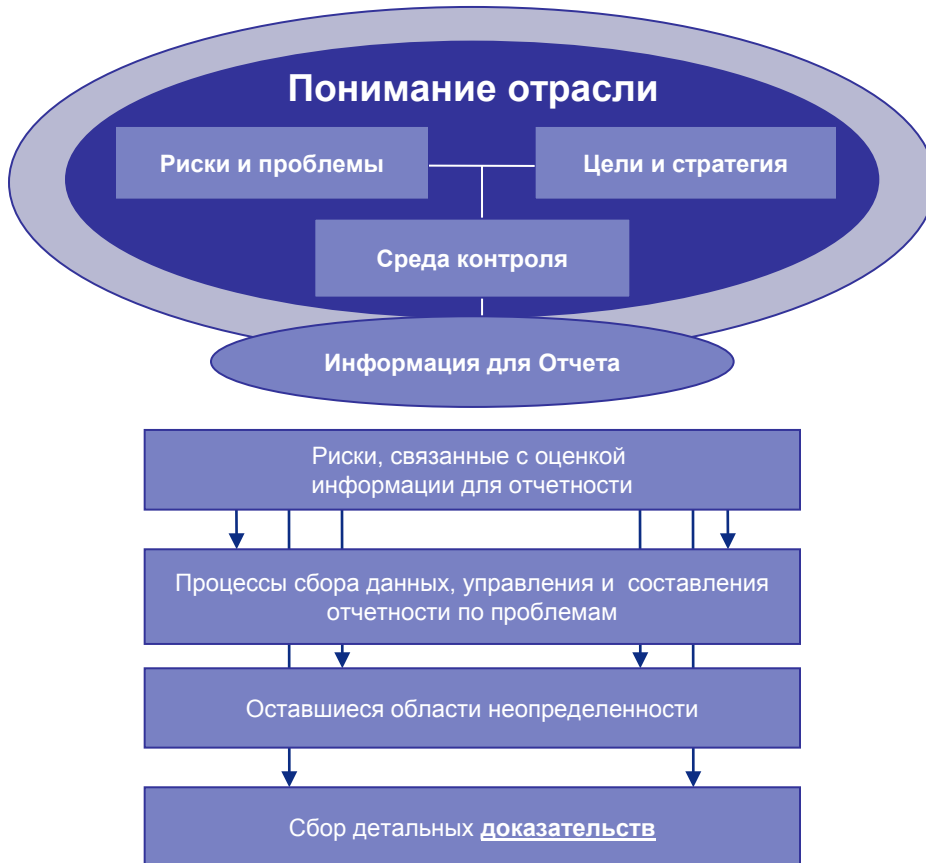 Понимание отрасли
Риски и проблемы
Цели и стратегия
Среда контроля
Информация для Отчета
Риски, связанные с оценкой
информации для отчетности
Процессы сбора данных, управления и составления
отчетности по проблемам
Оставшиеся области неопределенности
Сбор детальных доказательств